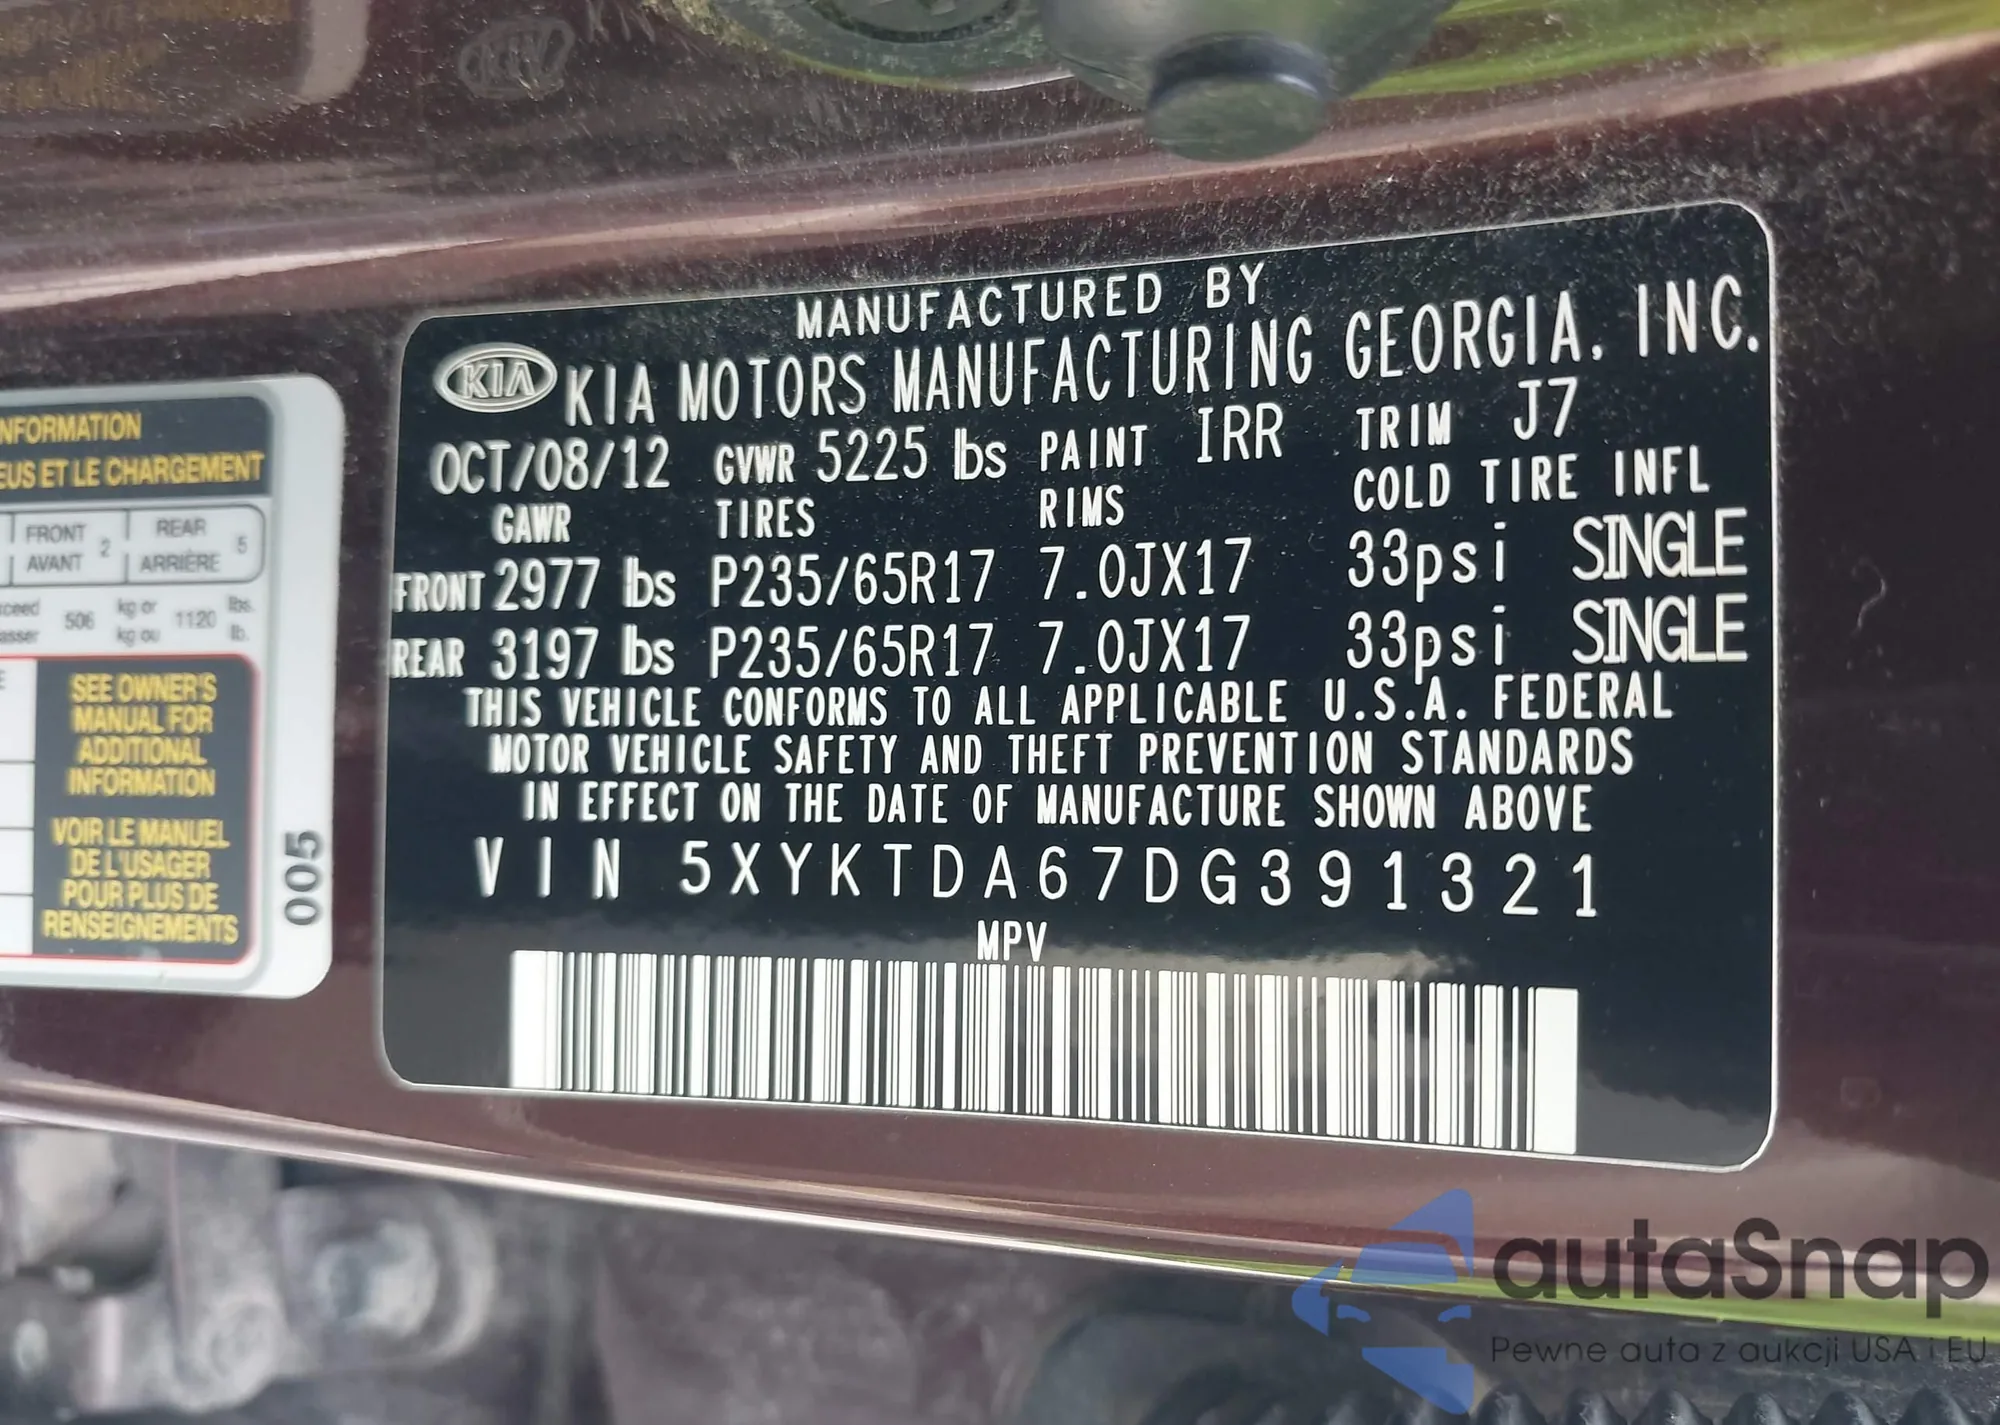 MANUFACTURED BY
KIA KIA MOTORS MANUFACTURING GEORGIA, INC.
OCT/08/12 GVWR 5225 lbs PAINT IRR TRIM J7
GAWR TIRES RIMS COLD TIRE INFL
FRONT 2977 lbs P235/65R17 7.0JX17 33psi SINGLE
REAR 3197 lbs P235/65R17 7.0JX17 33psi SINGLE
THIS VEHICLE CONFORMS TO ALL APPLICABLE U.S.A. FEDERAL
MOTOR VEHICLE SAFETY AND THEFT PREVENTION STANDARDS
IN EFFECT ON THE DATE OF MANUFACTURE SHOWN ABOVE
VIN 5XYKTDA67DG391321
MPV
NFORMATION
EUS ET LE CHARGEMENT
FRONT 2 REAR 5
AVANT ARRIÈRE
xceed 506 kg or 1120 lbs.
asser kg ou lb.
SEE OWNER'S
MANUAL FOR
ADDITIONAL
INFORMATION
VOIR LE MANUEL
DE L'USAGER
POUR PLUS DE
RENSEIGNEMENTS
005
autaSnap
Pewne auta z aukcji USA i EU